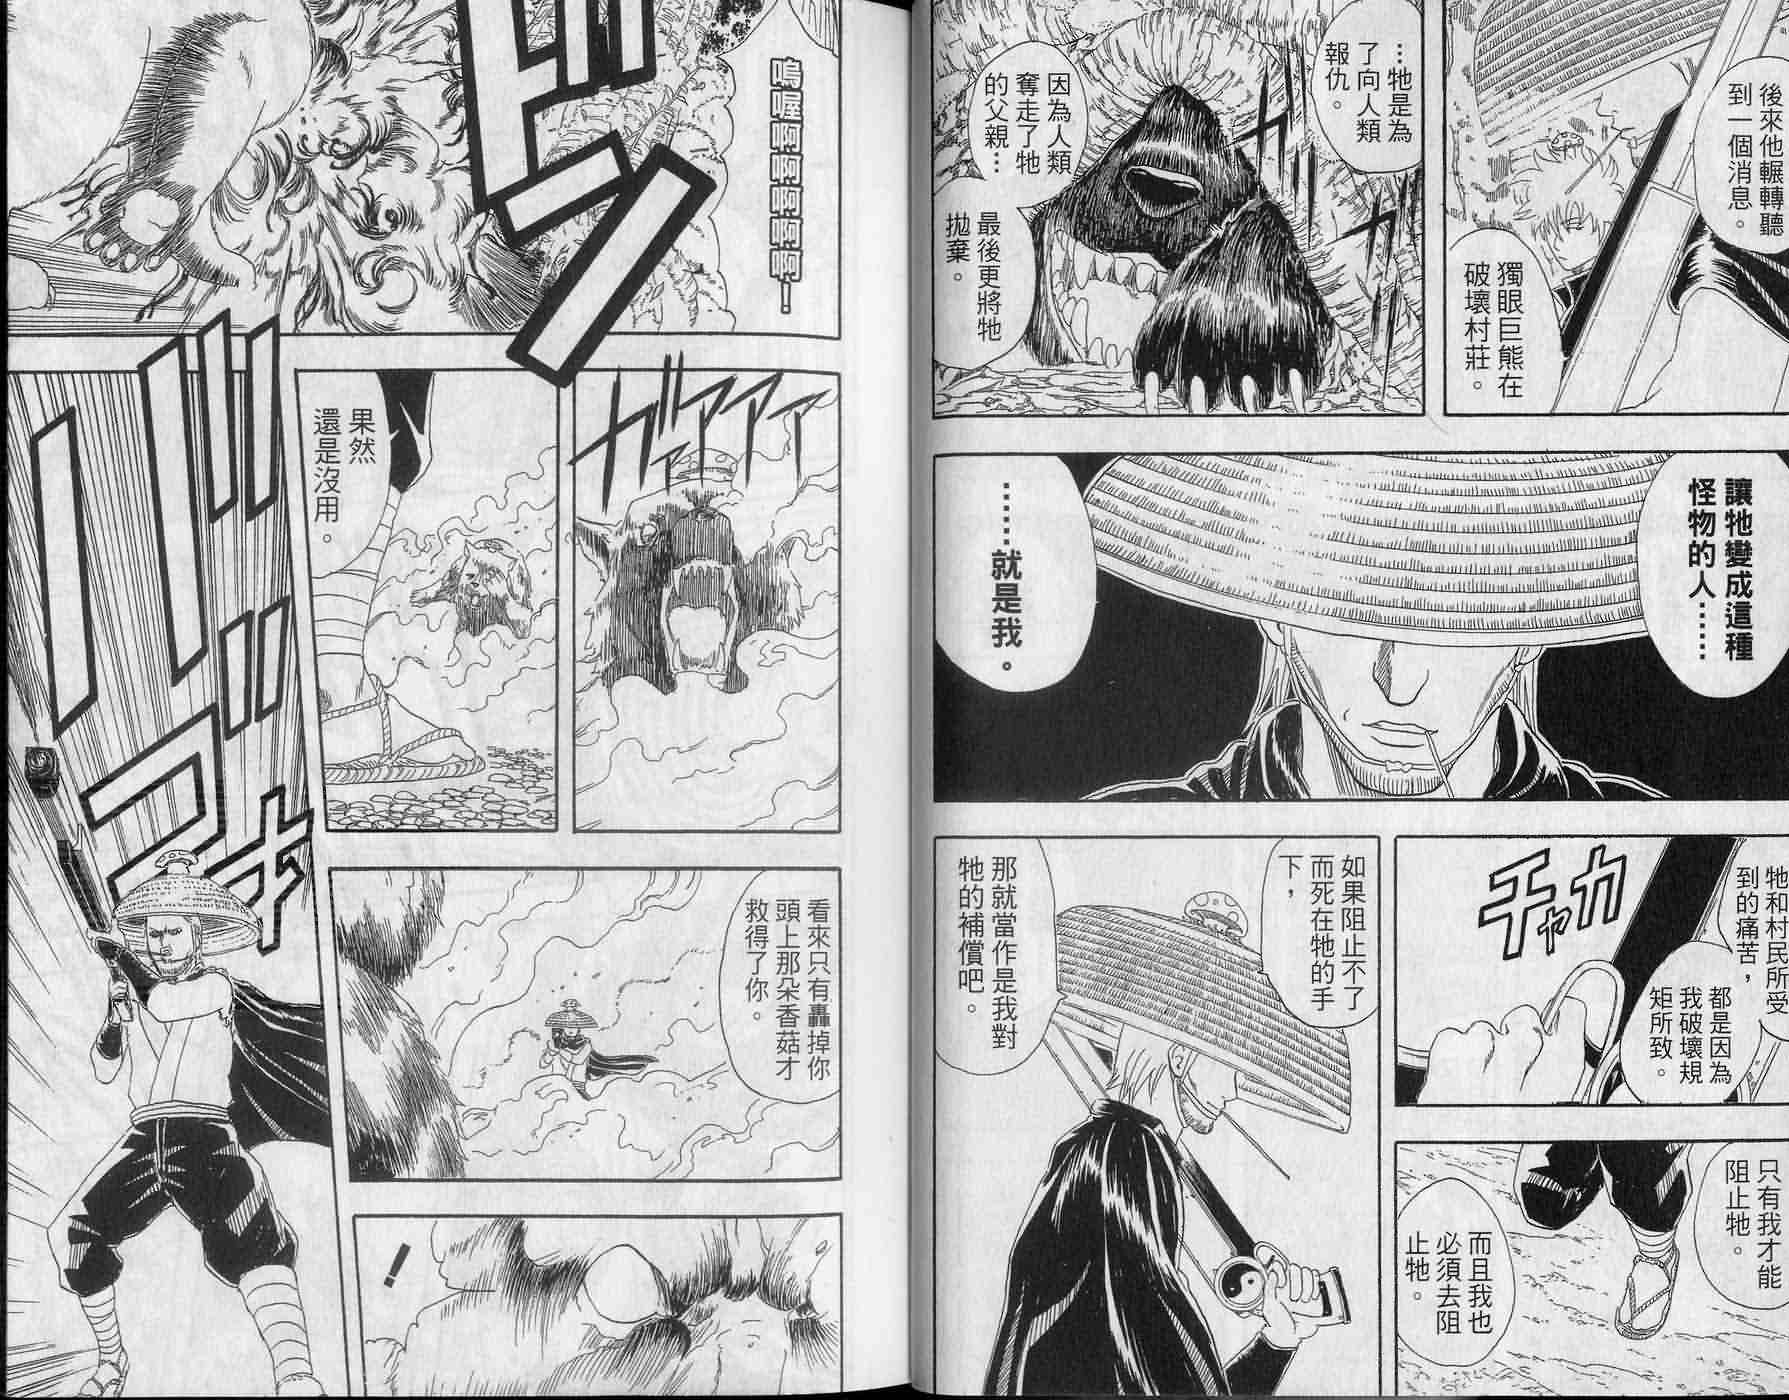 後來他輾轉聽
到一個消息。
獨眼巨熊在
破壞村莊。
…牠是為
了向人類
報仇。
因為人類
奪走了牠
的父親…
最後更將牠
拋棄。
讓牠變成這種
怪物的人……
………就是我。
牠和村民所受
到的痛苦，
都是因為
我破壞規
矩所致。
チャカ
如果阻止不了
而死在牠的手
下，
那就當作是我對
牠的補償吧。
只有我才能
阻止牠。
而且我也
必須去阻
止牠。
嗚喔啊啊啊啊啊啊！
ドドン
ガァァァァ
果然
還是沒用。
看來只有轟掉你
頭上那朵香菇才
救得了你。
！